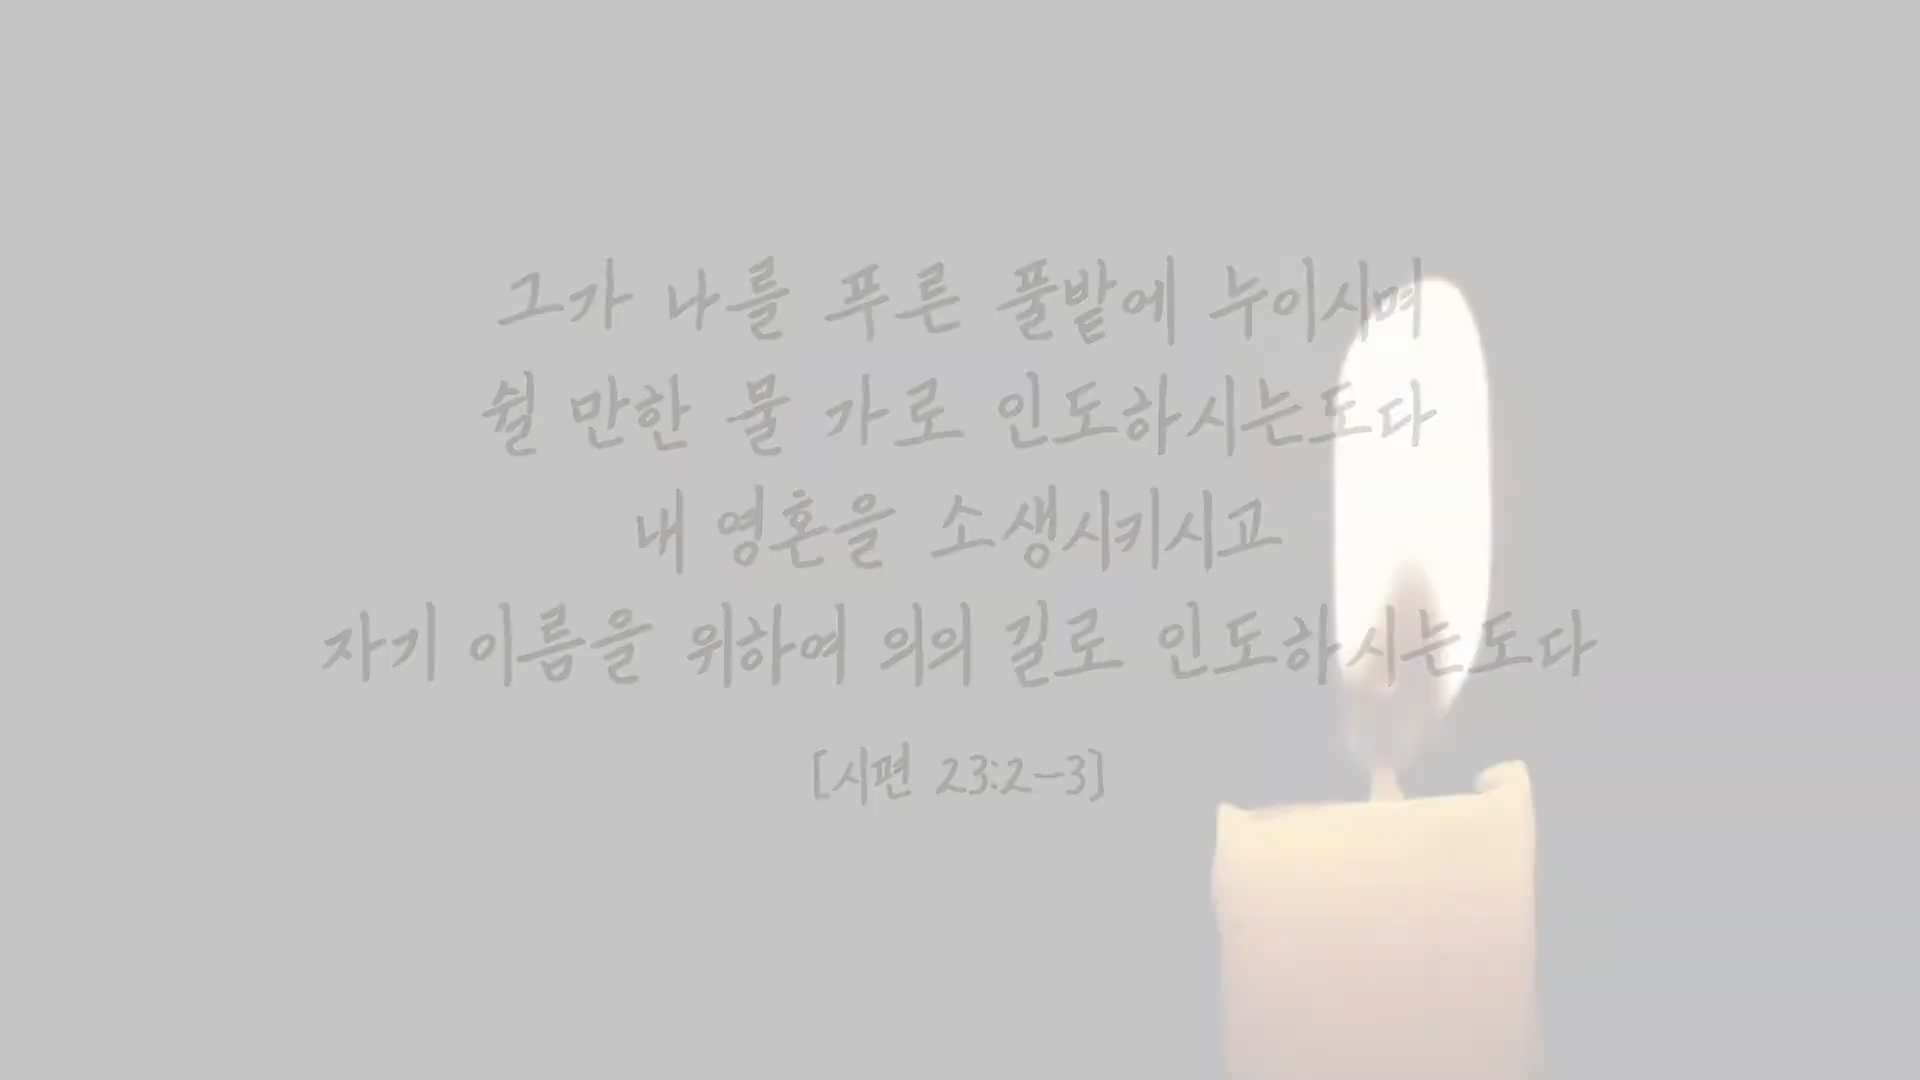 그가 나를 푸른 풀밭에 누이시며
쉴 만한 물 가로 인도하시는도다
내 영혼을 소생시키시고
자기 이름을 위하여 의의 길로 인도하시는도다
[시편 23:2-3]